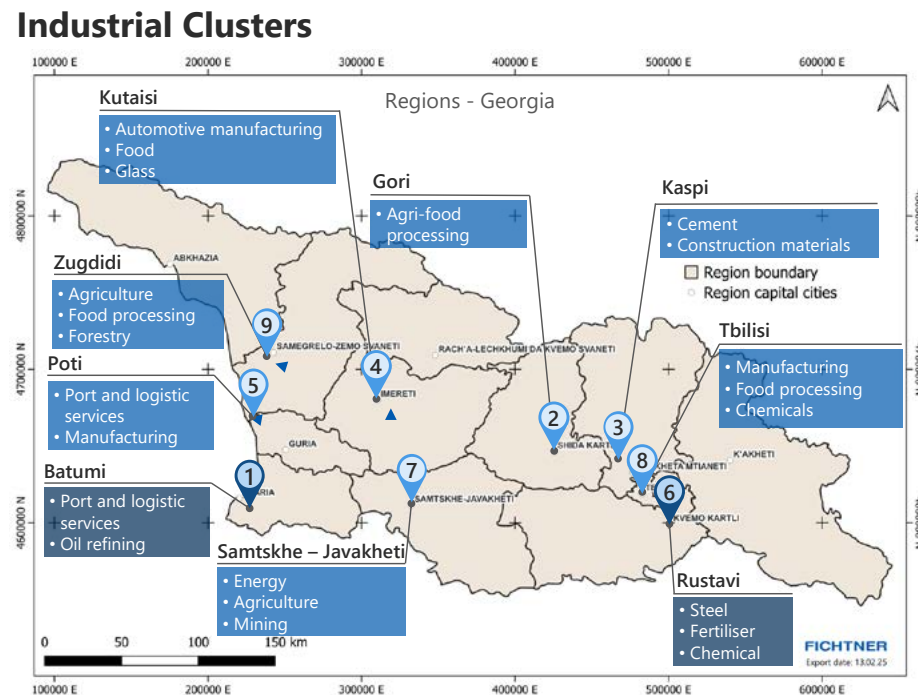 Industrial Clusters
100000 E 200000 E 300000 E 400000 E 500000 E 600000 E
Regions - Georgia
Kutaisi
• Automotive manufacturing
• Food
• Glass
Gori
• Agri-food
processing
Kaspi
• Cement
• Construction materials
Region boundary
Region capital cities
4800000 N
ABKHAZIA
Zugdidi
• Agriculture
• Food processing
• Forestry
Tbilisi
• Manufacturing
• Food processing
• Chemicals
9
SAMEGRELO-ZEMO SVANETI
RACH'A-LECHKHUMI DA KVEMO SVANETI
4700000 N
Poti
• Port and logistic
services
• Manufacturing
5
4
IMERETI
2
SHIDA KARTLI
3
GURIA
K'AKHETI
KHETA MTIANETI
8
Batumi
• Port and logistic
services
• Oil refining
1
7
SAMTSKHE-JAVAKHETI
6
KVEMO KARTLI
4600000 N
Samtskhe – Javakheti
• Energy
• Agriculture
• Mining
Rustavi
• Steel
• Fertiliser
• Chemical
0 50 100 150 km
FICHTNER
Export date: 13.02.25
100000 E 200000 E 300000 E 400000 E 500000 E 600000 E